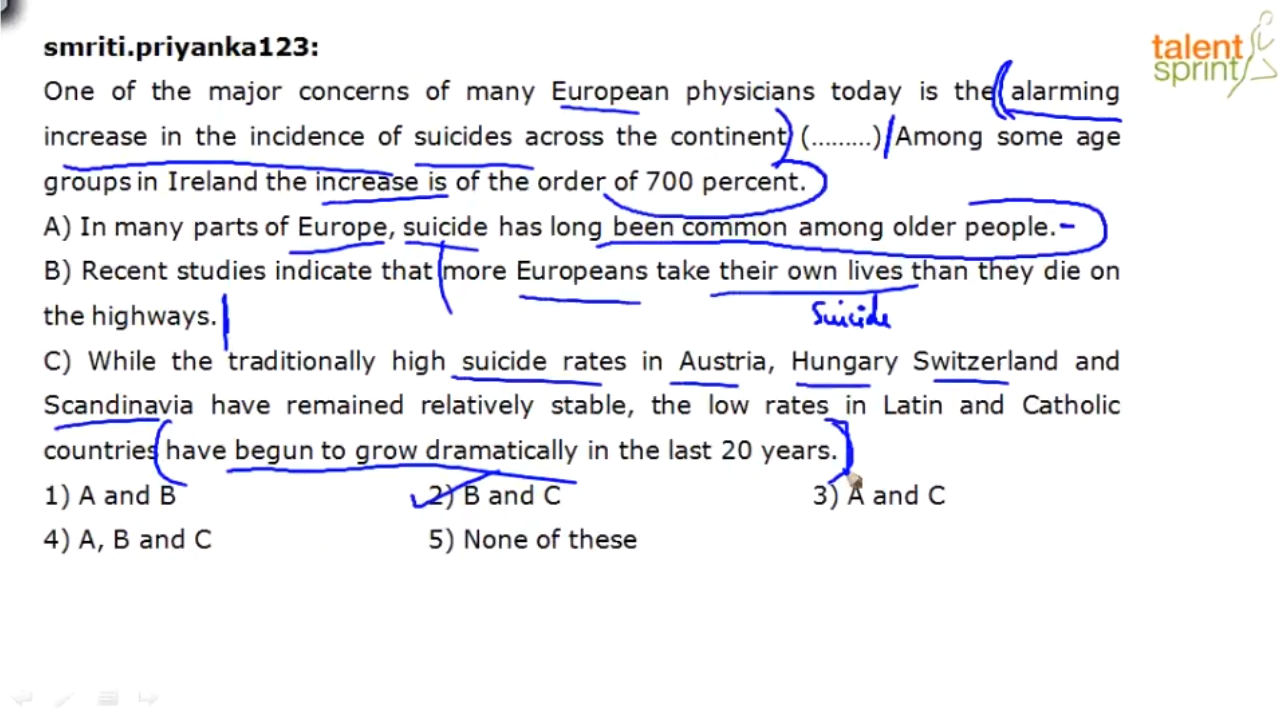 smriti.priyanka123:
talent
sprint
One of the major concerns of many European physicians today is the alarming
increase in the incidence of suicides across the continent (.........) Among some age
groups in Ireland the increase is of the order of 700 percent.
A) In many parts of Europe, suicide has long been common among older people.
B) Recent studies indicate that more Europeans take their own lives than they die on
the highways.
Suicide
C) While the traditionally high suicide rates in Austria, Hungary Switzerland and
Scandinavia have remained relatively stable, the low rates in Latin and Catholic
countries have begun to grow dramatically in the last 20 years.
1) A and B 2) B and C 3) A and C
4) A, B and C 5) None of these